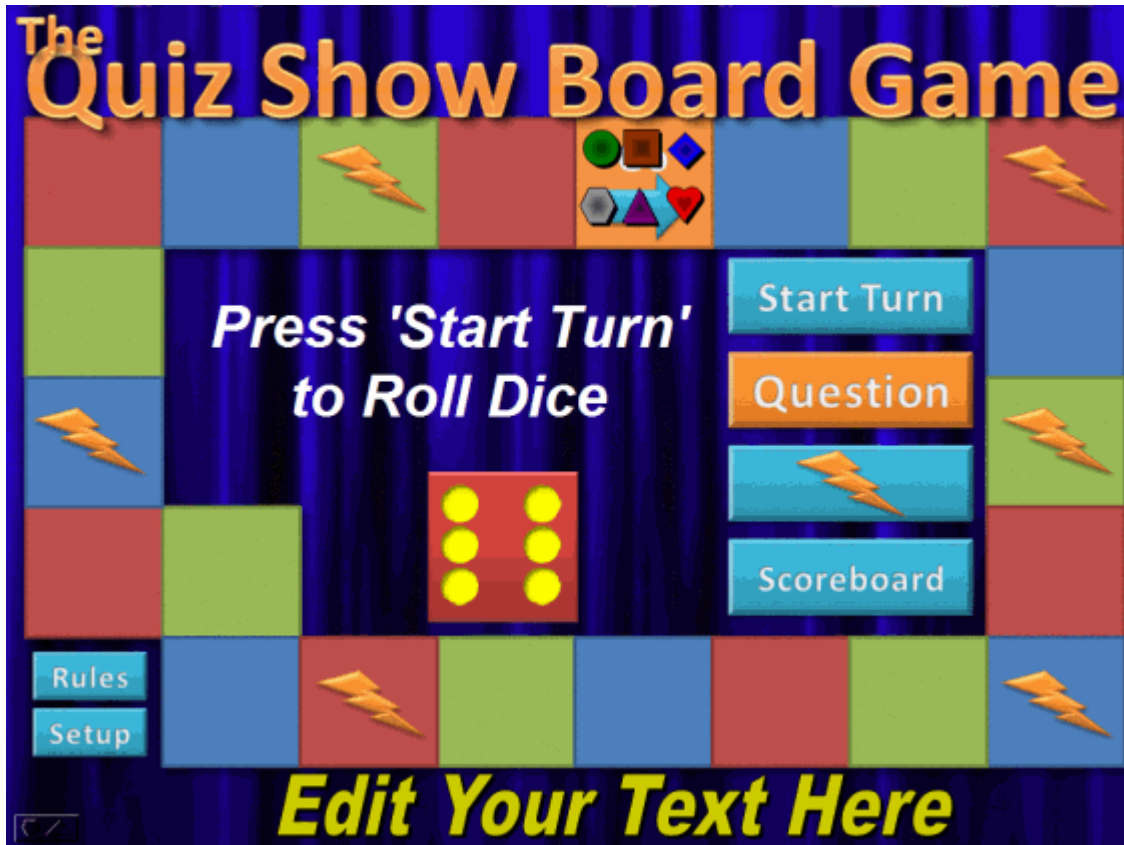 The
Quiz Show Board Game
Press 'Start Turn'
to Roll Dice
Start Turn
Question
Scoreboard
Rules
Setup
Edit Your Text Here